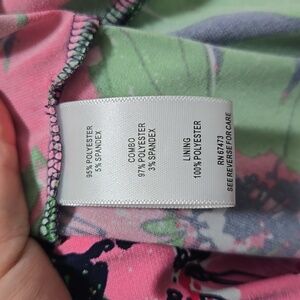 95% POLYESTER
5% SPANDEX
COMBO
97% POLYESTER
3% SPANDEX
LINING
100% POLYESTER
RN 67473
SEE REVERSE FOR CARE